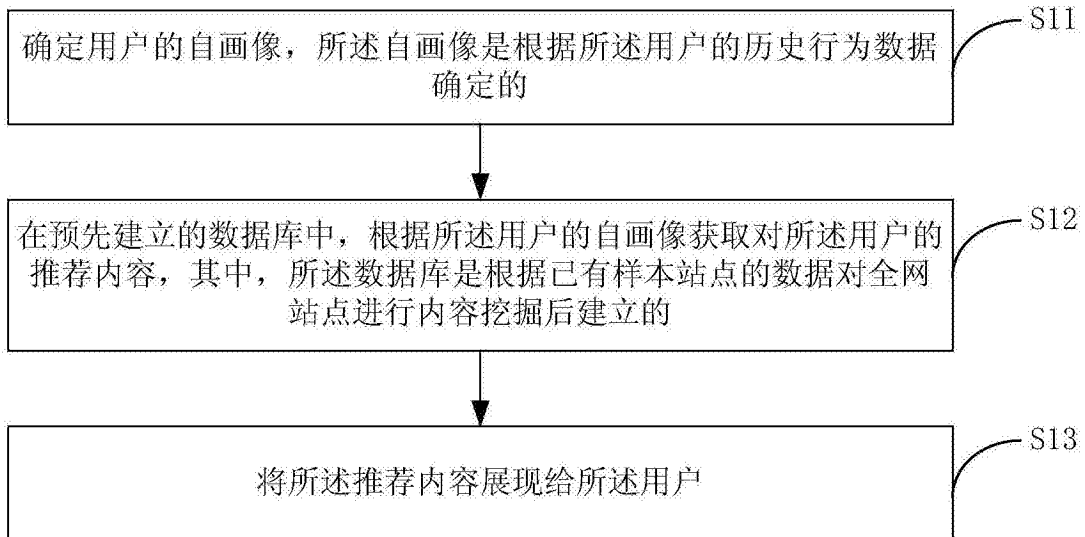 确定用户的自画像，所述自画像是根据所述用户的历史行为数据
确定的
S11
在预先建立的数据库中，根据所述用户的自画像获取对所述用户的
推荐内容，其中，所述数据库是根据已有样本站点的数据对全网
站点进行内容挖掘后建立的
S12
将所述推荐内容展现给所述用户
S13